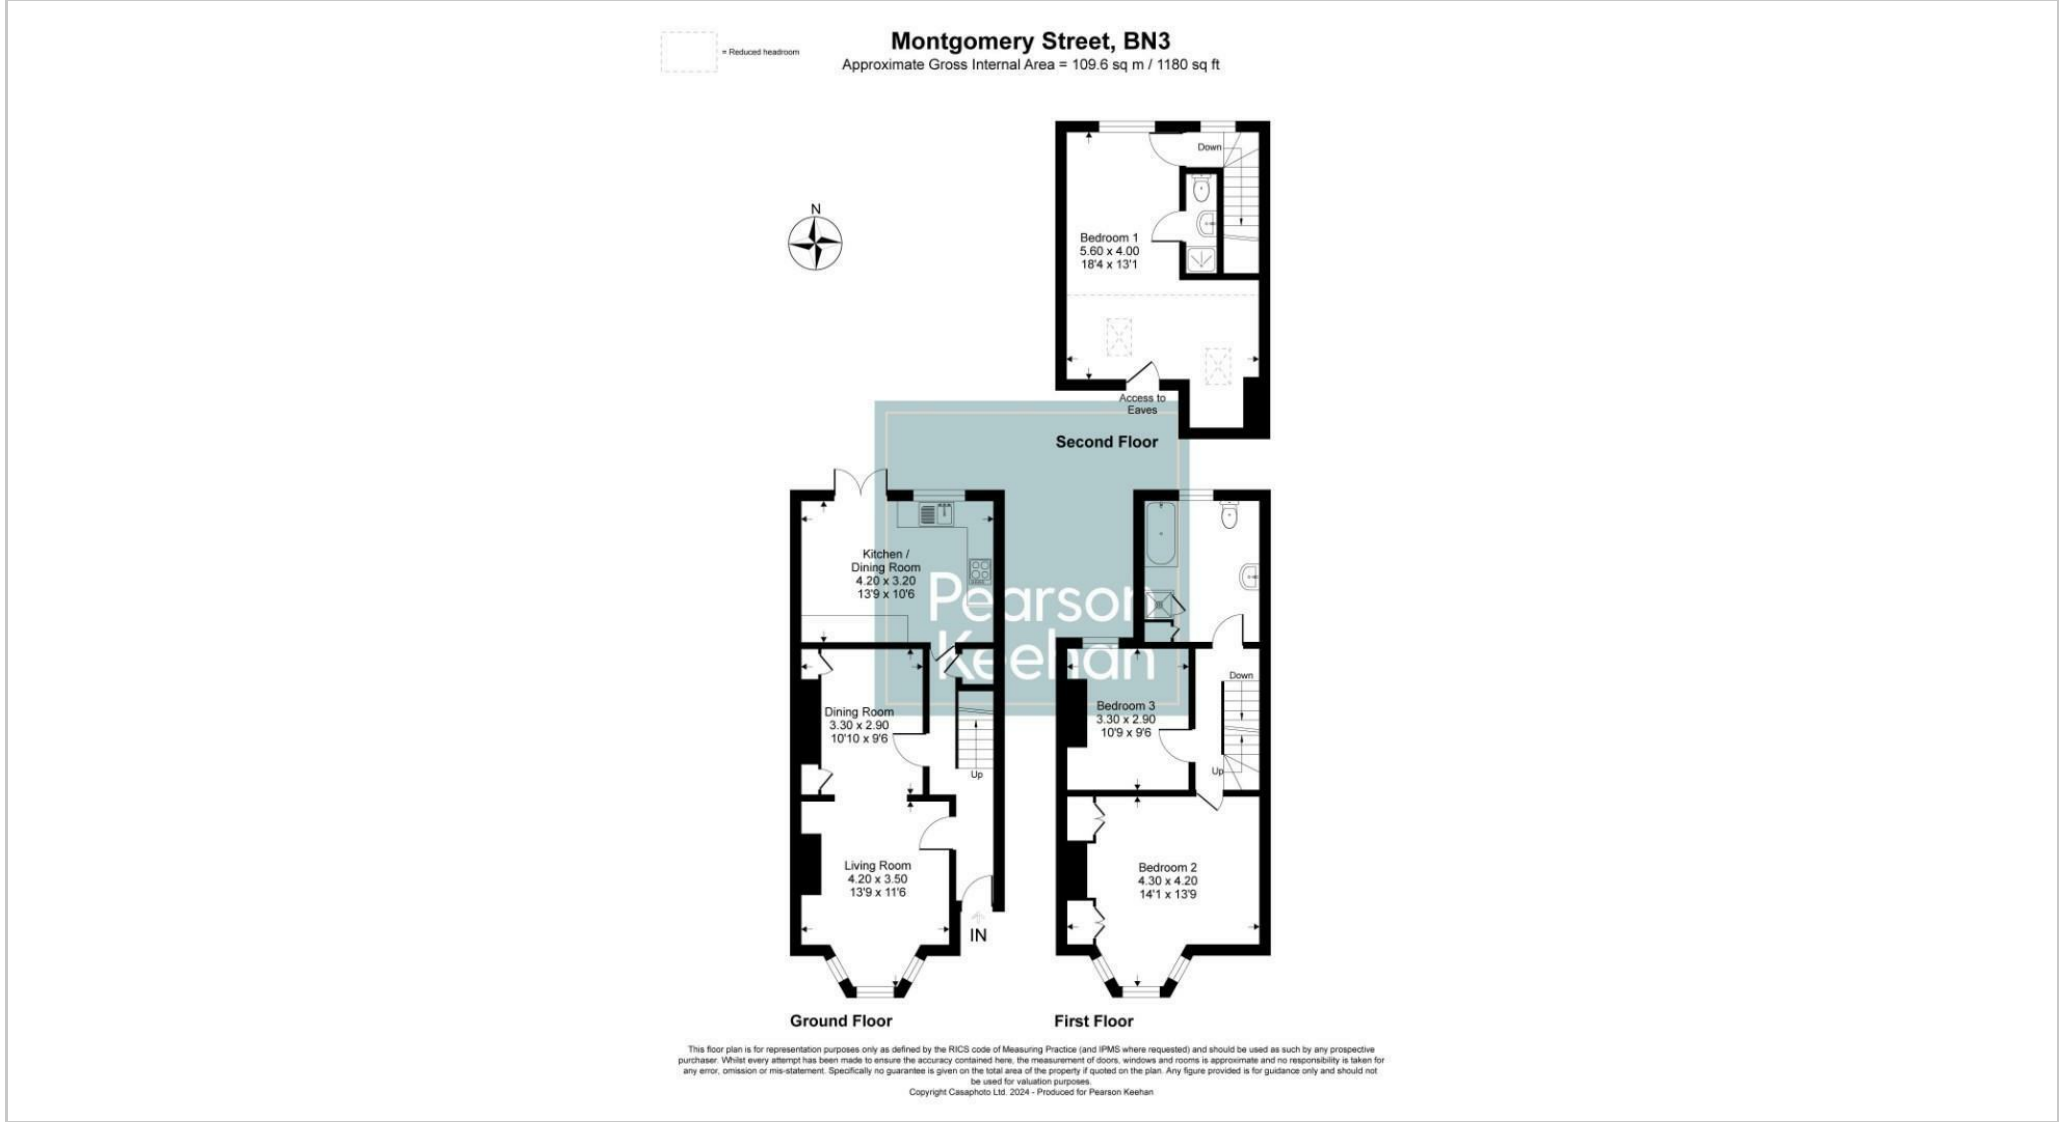 Montgomery Street, BN3
Approximate Gross Internal Area = 109.6 sq m / 1180 sq ft
= Reduced headroom
N
Down
Bedroom 1
5.60 x 4.00
18'4 x 13'1
Access to
Eaves
Second Floor
Kitchen /
Dining Room
4.20 x 3.20
13'9 x 10'6
Pearson
Keehan
Dining Room
3.30 x 2.90
10'10 x 9'6
Up
Living Room
4.20 x 3.50
13'9 x 11'6
IN
Ground Floor
Down
Bedroom 3
3.30 x 2.90
10'9 x 9'6
Up
Bedroom 2
4.30 x 4.20
14'1 x 13'9
First Floor
This floor plan is for representation purposes only as defined by the RICS code of Measuring Practice (and IPMS where requested) and should be used as such by any prospective
purchaser. Whilst every attempt has been made to ensure the accuracy contained here, the measurement of doors, windows and rooms is approximate and no responsibility is taken for
any error, omission or mis-statement. Specifically no guarantee is given on the total area of the property if quoted on the plan. Any figure provided is for guidance only and should not
be used for valuation purposes.
Copyright Casaphoto Ltd. 2024 - Produced for Pearson Keehan